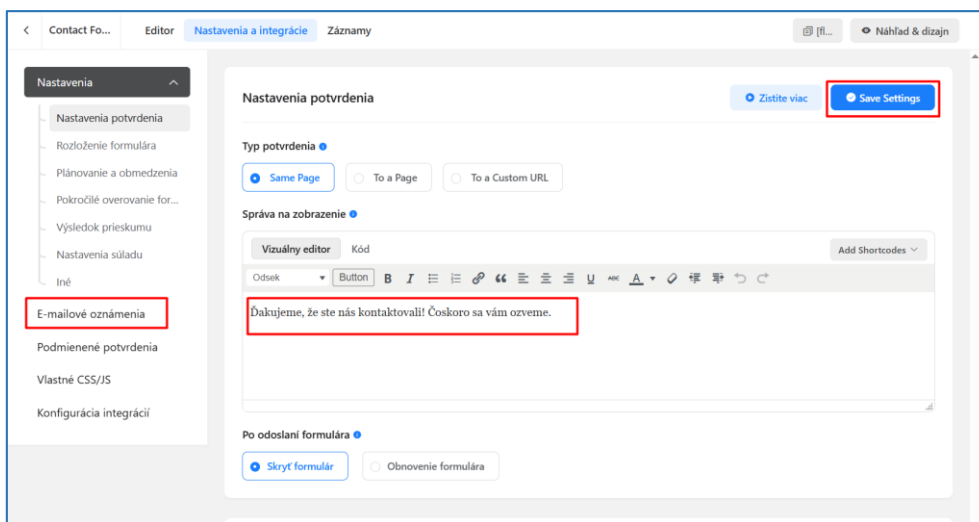 Contact Fo...
Editor
Nastavenia a integrácie
Záznamy
[fl...
Náhľad & dizajn
Nastavenia
Nastavenia potvrdenia
Rozloženie formulára
Plánovanie a obmedzenia
Pokročilé overovanie for...
Výsledok prieskumu
Nastavenia súladu
Iné
E-mailové oznámenia
Podmienené potvrdenia
Vlastné CSS/JS
Konfigurácia integrácií
Nastavenia potvrdenia
Zistite viac
Save Settings
Typ potvrdenia
Same Page
To a Page
To a Custom URL
Správa na zobrazenie
Vizuálny editor
Kód
Add Shortcodes
Odsek
Button
B
I
U
ABC
A
Ďakujeme, že ste nás kontaktovali! Čoskoro sa vám ozveme.
Po odoslaní formulára
Skryť formulár
Obnovenie formulára